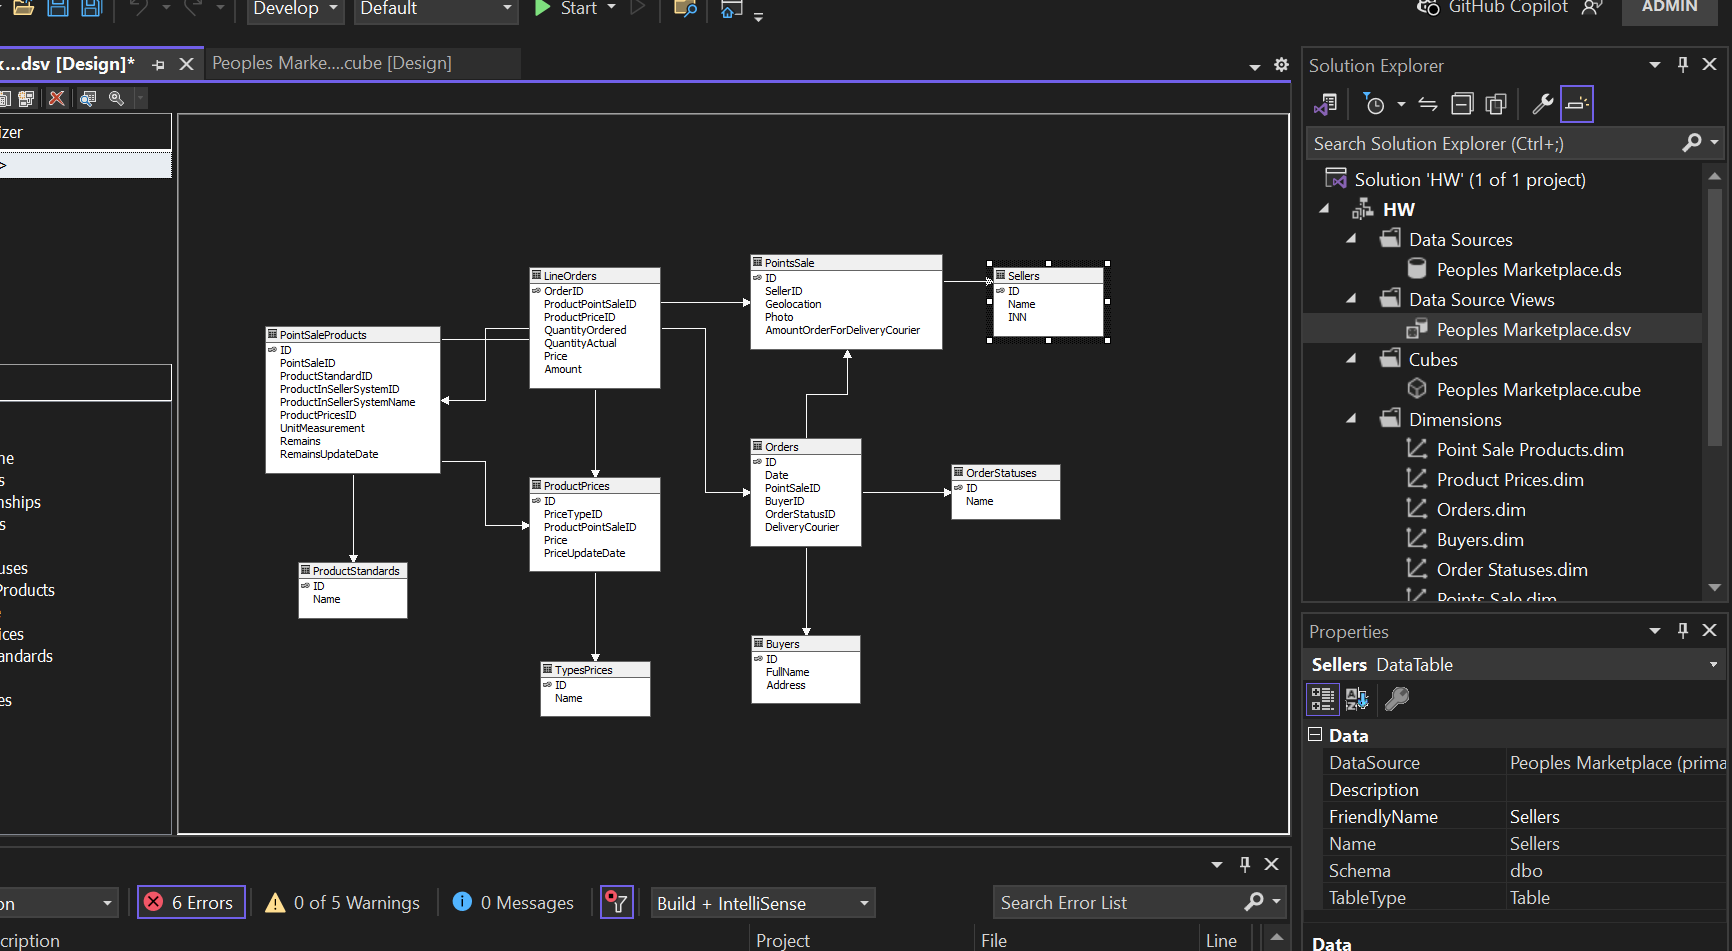 Develop
Default
Start
GitHub Copilot
ADMIN
x...dsv [Design]*
Peoples Marke....cube [Design]
izer
>
me
s
nships
s
uses
Products
ices
andards
es
PointSaleProducts
ID
PointSaleID
ProductStandardID
ProductInSellerSystemID
ProductInSellerSystemName
ProductPricesID
UnitMeasurement
Remains
RemainsUpdateDate
LineOrders
OrderID
ProductPointSaleID
ProductPriceID
QuantityOrdered
QuantityActual
Price
Amount
PointsSale
ID
SellerID
Geolocation
Photo
AmountOrderForDeliveryCourier
Sellers
ID
Name
INN
Orders
ID
Date
PointSaleID
BuyerID
OrderStatusID
DeliveryCourier
OrderStatuses
ID
Name
ProductPrices
ID
PriceTypeID
ProductPointSaleID
Price
PriceUpdateDate
ProductStandards
ID
Name
TypesPrices
ID
Name
Buyers
ID
FullName
Address
Solution Explorer
Search Solution Explorer (Ctrl+;)
Solution 'HW' (1 of 1 project)
HW
Data Sources
Peoples Marketplace.ds
Data Source Views
Peoples Marketplace.dsv
Cubes
Peoples Marketplace.cube
Dimensions
Point Sale Products.dim
Product Prices.dim
Orders.dim
Buyers.dim
Order Statuses.dim
Points Sale.dim
Properties
Sellers DataTable
Data
DataSource Peoples Marketplace (prima
Description
FriendlyName Sellers
Name Sellers
Schema dbo
TableType Table
Data
on
6 Errors
0 of 5 Warnings
0 Messages
Build + IntelliSense
Search Error List
cription
Project
File
Line